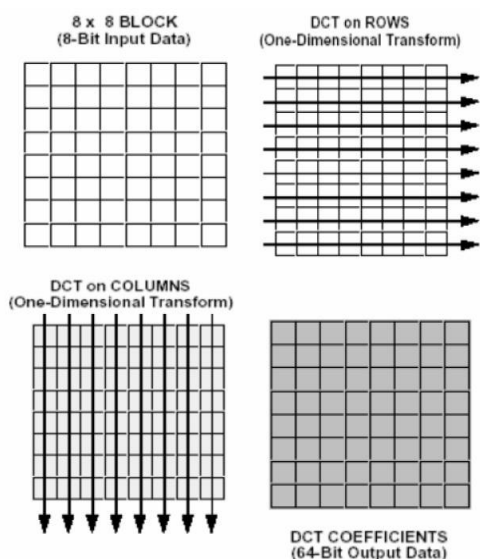 8 x 8 BLOCK
(8-Bit Input Data)
DCT on ROWS
(One-Dimensional Transform)
DCT on COLUMNS
(One-Dimensional Transform)
DCT COEFFICIENTS
(64-Bit Output Data)